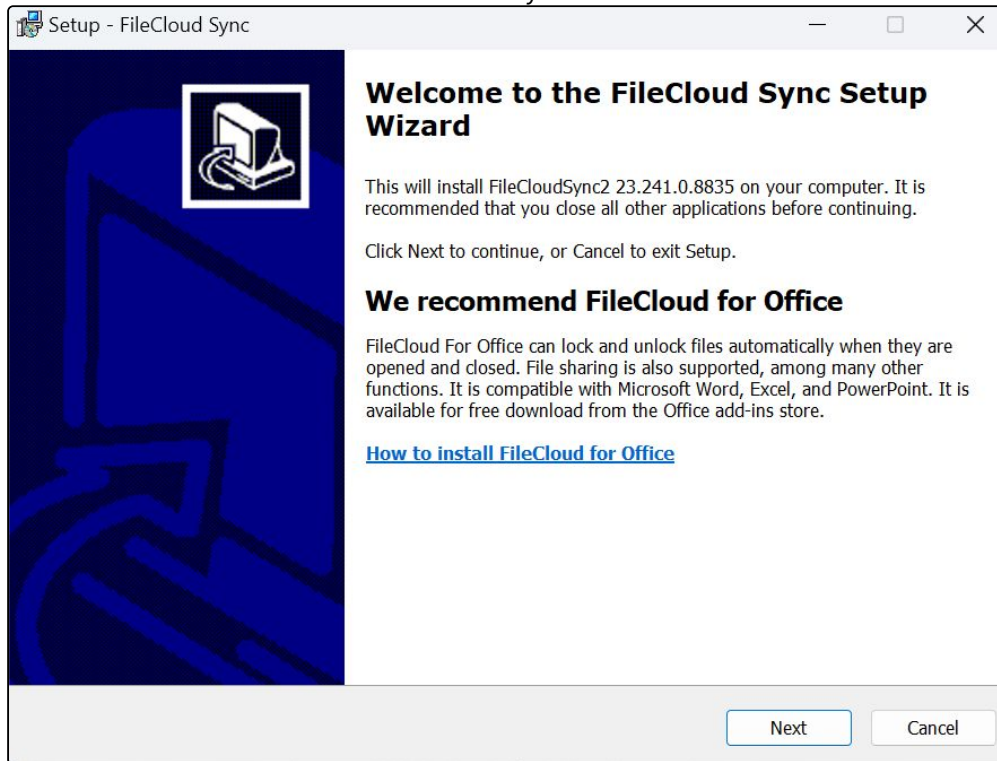 Setup - FileCloud Sync
Welcome to the FileCloud Sync Setup
Wizard
This will install FileCloudSync2 23.241.0.8835 on your computer. It is
recommended that you close all other applications before continuing.
Click Next to continue, or Cancel to exit Setup.
We recommend FileCloud for Office
FileCloud For Office can lock and unlock files automatically when they are
opened and closed. File sharing is also supported, among many other
functions. It is compatible with Microsoft Word, Excel, and PowerPoint. It is
available for free download from the Office add-ins store.
How to install FileCloud for Office
Next Cancel